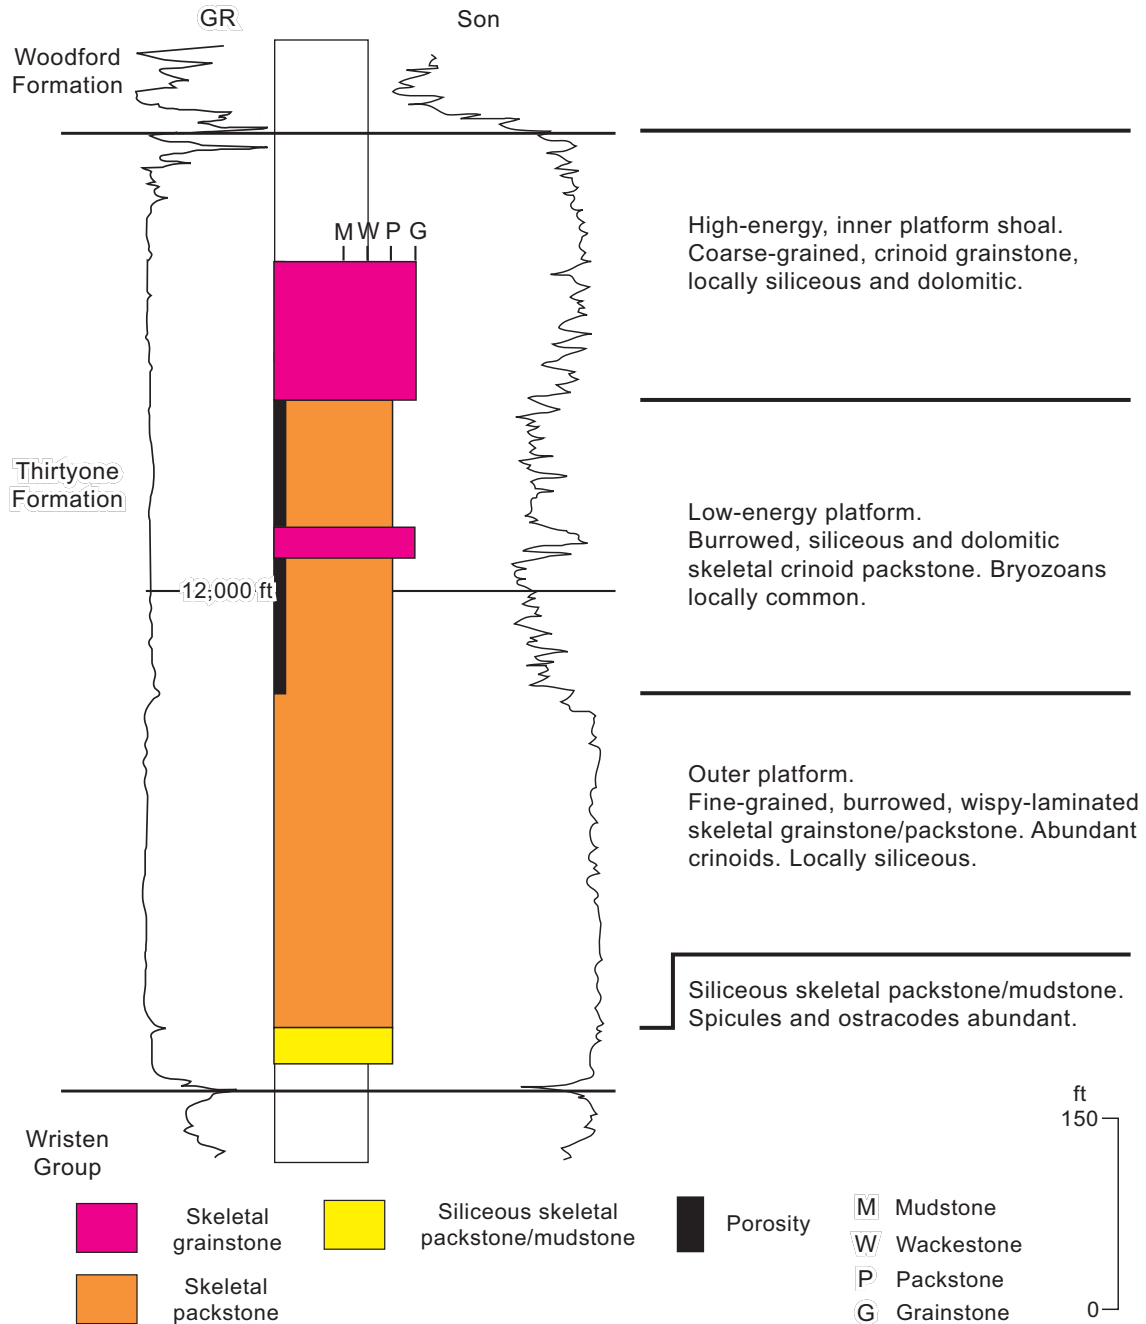 GR
Son
Woodford
Formation
M W P G
High-energy, inner platform shoal.
Coarse-grained, crinoid grainstone,
locally siliceous and dolomitic.
Thirtyone
Formation
Low-energy platform.
Burrowed, siliceous and dolomitic
skeletal crinoid packstone. Bryozoans
locally common.
12,000 ft
Outer platform.
Fine-grained, burrowed, wispy-laminated
skeletal grainstone/packstone. Abundant
crinoids. Locally siliceous.
Siliceous skeletal packstone/mudstone.
Spicules and ostracodes abundant.
Wristen
Group
ft
150
0
Skeletal
grainstone
Skeletal
packstone
Siliceous skeletal
packstone/mudstone
Porosity
M Mudstone
W Wackestone
P Packstone
G Grainstone